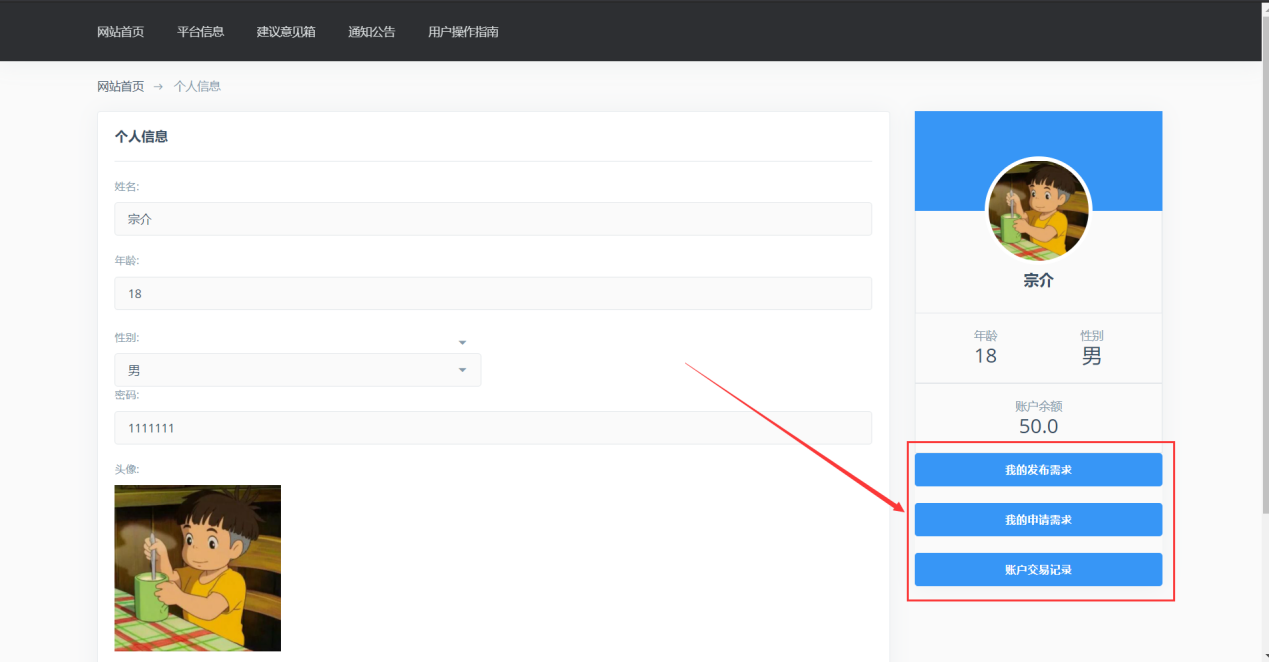 网站首页 平台信息 建议意见箱 通知公告 用户操作指南
网站首页 → 个人信息
个人信息
姓名:
宗介
年龄:
18
性别:
男
密码:
1111111
头像:
宗介
年龄 性别
18 男
账户余额
50.0
我的发布需求
我的申请需求
账户交易记录